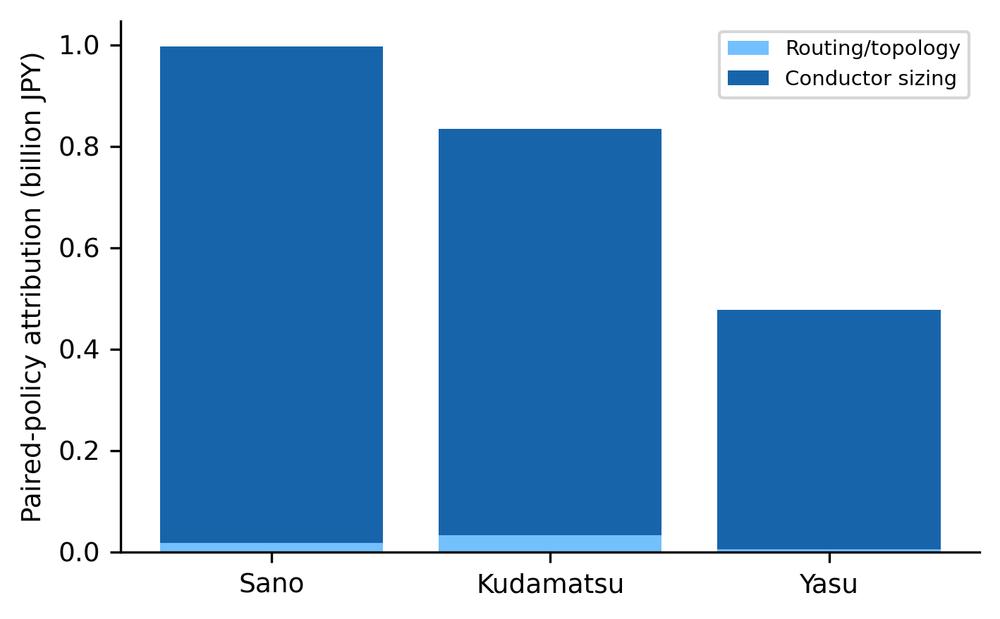 Paired-policy attribution (billion JPY)
1.0
0.8
0.6
0.4
0.2
0.0
Routing/topology
Conductor sizing
Sano Kudamatsu Yasu